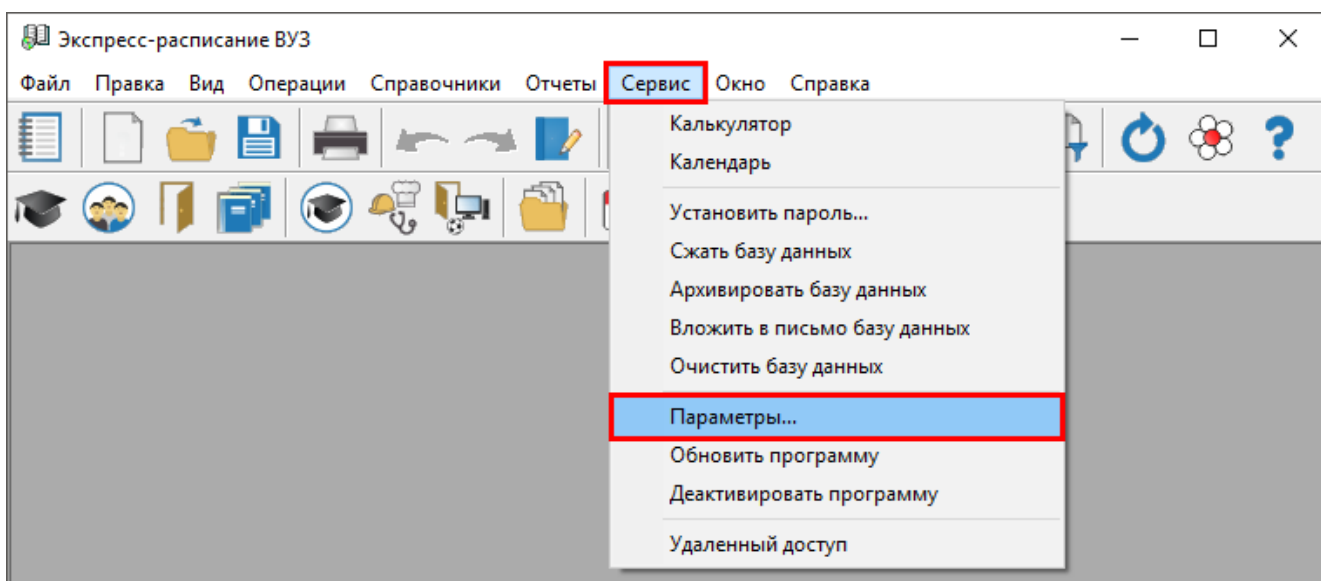 Экспресс-расписание ВУЗ
Файл Правка Вид Операции Справочники Отчеты Сервис Окно Справка
Калькулятор
Календарь
Установить пароль...
Сжать базу данных
Архивировать базу данных
Вложить в письмо базу данных
Очистить базу данных
Параметры...
Обновить программу
Деактивировать программу
Удаленный доступ